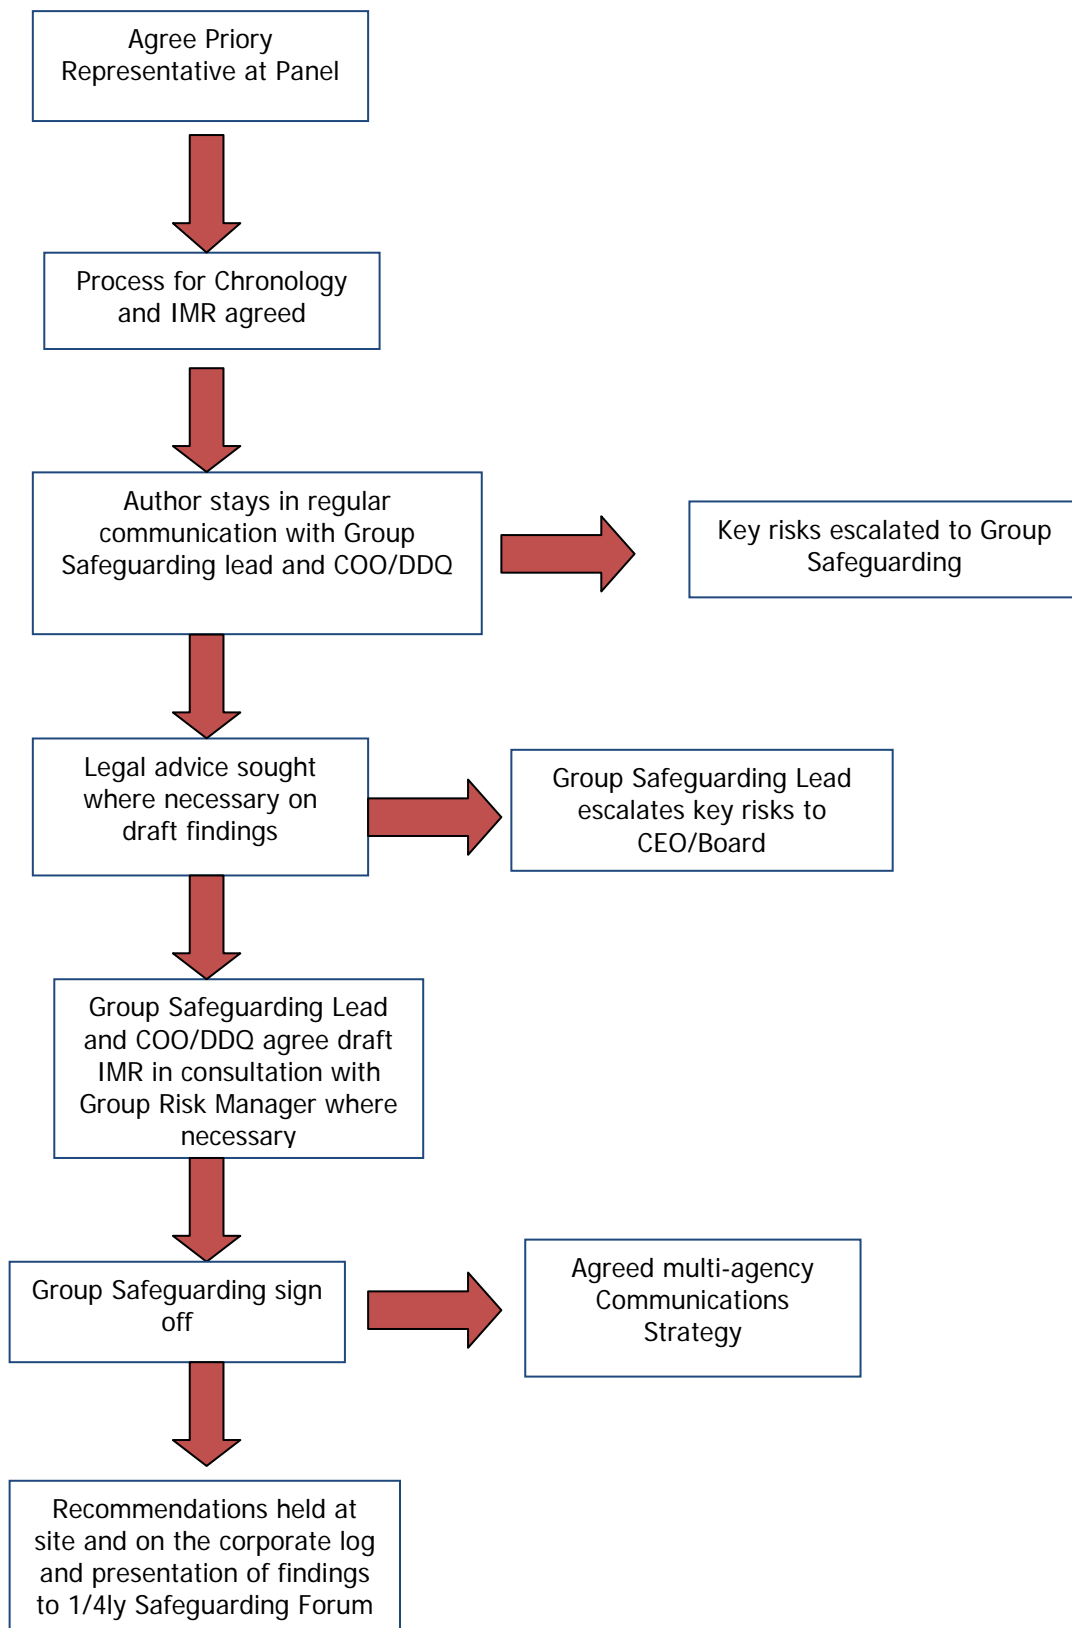 Agree Priory
Representative at Panel
Process for Chronology
and IMR agreed
Author stays in regular
communication with Group
Safeguarding lead and COO/DDQ
Key risks escalated to Group
Safeguarding
Legal advice sought
where necessary on
draft findings
Group Safeguarding Lead
escalates key risks to
CEO/Board
Group Safeguarding Lead
and COO/DDQ agree draft
IMR in consultation with
Group Risk Manager where
necessary
Group Safeguarding sign
off
Agreed multi-agency
Communications
Strategy
Recommendations held at
site and on the corporate log
and presentation of findings
to 1/4ly Safeguarding Forum